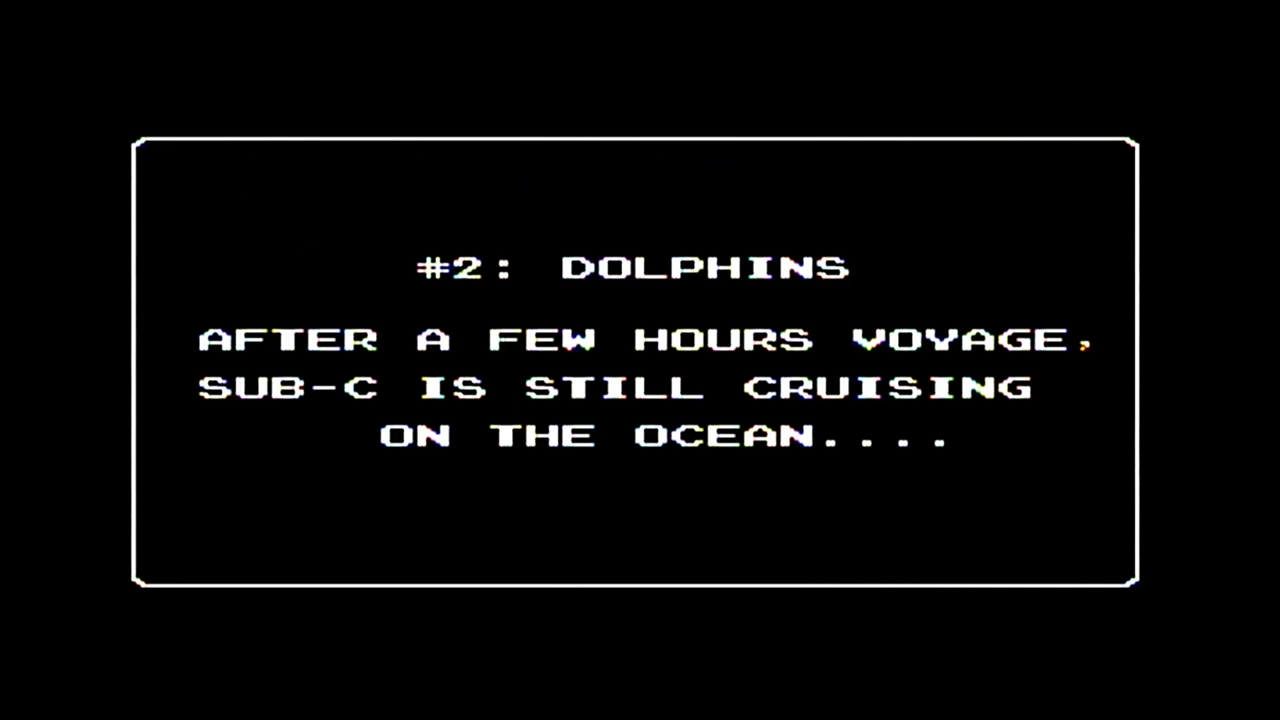 #2: DOLPHINS
AFTER A FEW HOURS VOYAGE,
SUB-C IS STILL CRUISING
ON THE OCEAN....